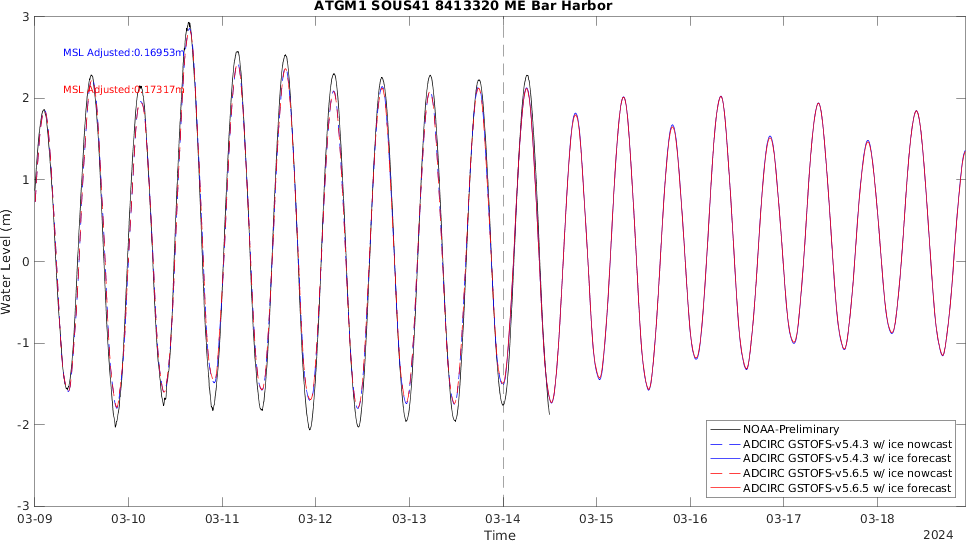 ATGM1 SOUS41 8413320 ME Bar Harbor
3
MSL Adjusted:0.16953m
MSL Adjusted:0.17317m
2
1
0
-1
-2
-3
Water Level (m)
NOAA-Preliminary
ADCIRC GSTOFS-v5.4.3 w/ ice nowcast
ADCIRC GSTOFS-v5.4.3 w/ ice forecast
ADCIRC GSTOFS-v5.6.5 w/ ice nowcast
ADCIRC GSTOFS-v5.6.5 w/ ice forecast
03-09 03-10 03-11 03-12 03-13 03-14 03-15 03-16 03-17 03-18
Time
2024